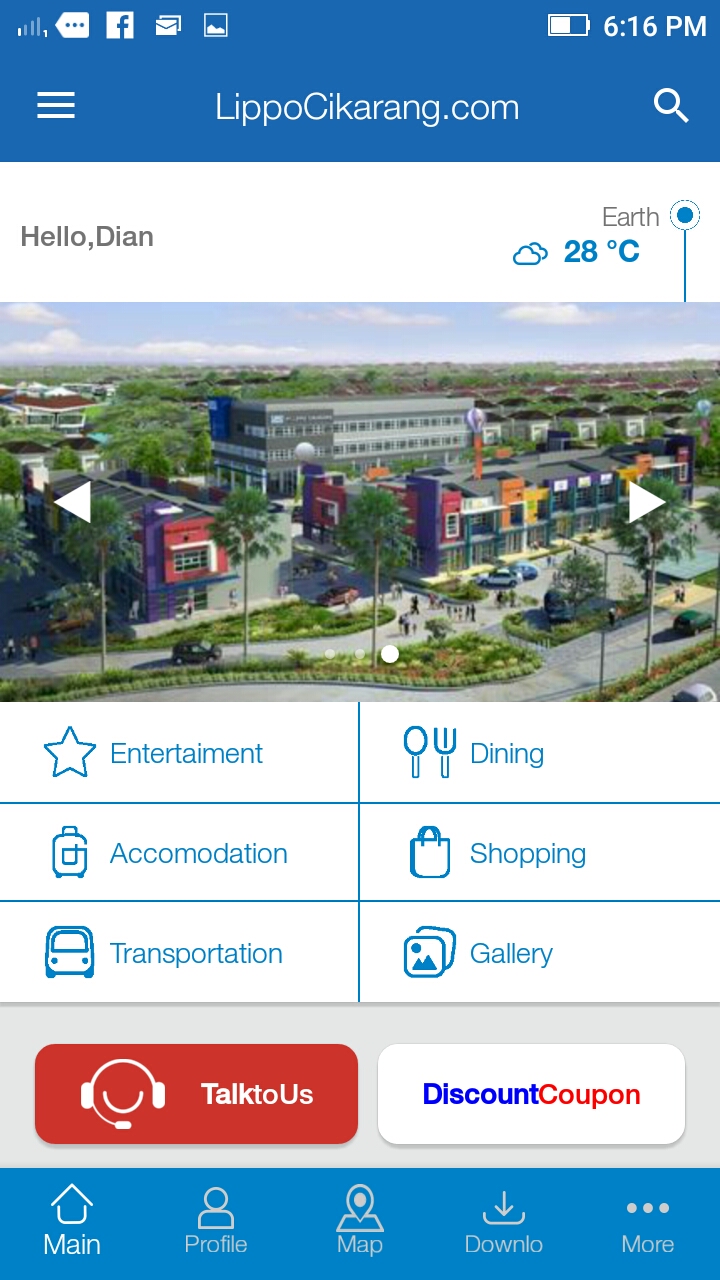 6:16 PM
LippoCikarang.com
Hello,Dian
Earth
28 °C
Entertaiment
Dining
Accomodation
Shopping
Transportation
Gallery
TalktoUs
DiscountCoupon
Main
Profile
Map
Downlo
More